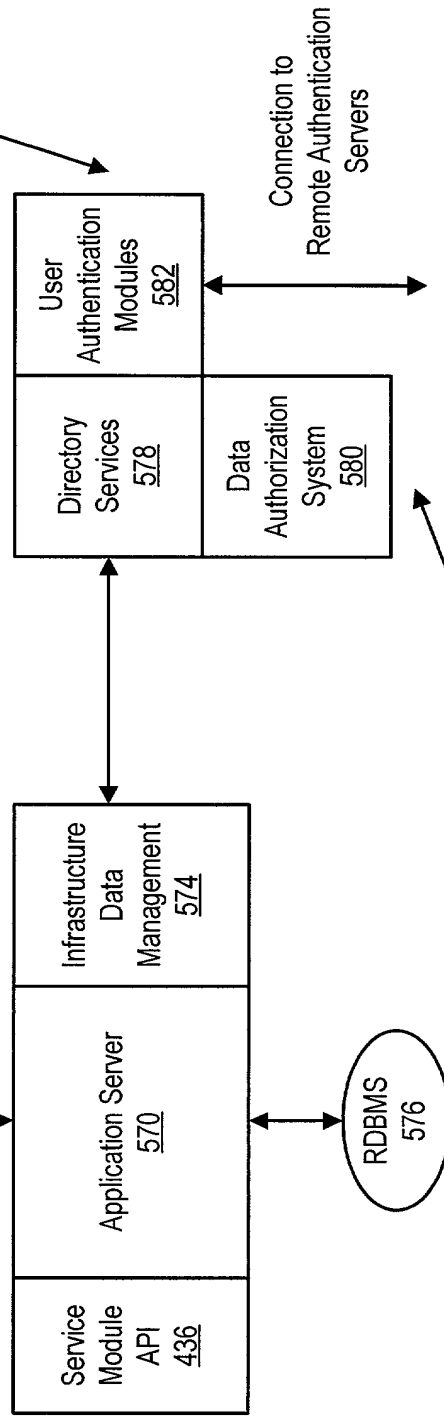 Service
Module
API
436
Application Server
570
Infrastructure
Data
Management
574
RDBMS
576
Directory
Services
578
User
Authentication
Modules
582
Data
Authorization
System
580
Connection to
Remote Authentication
Servers